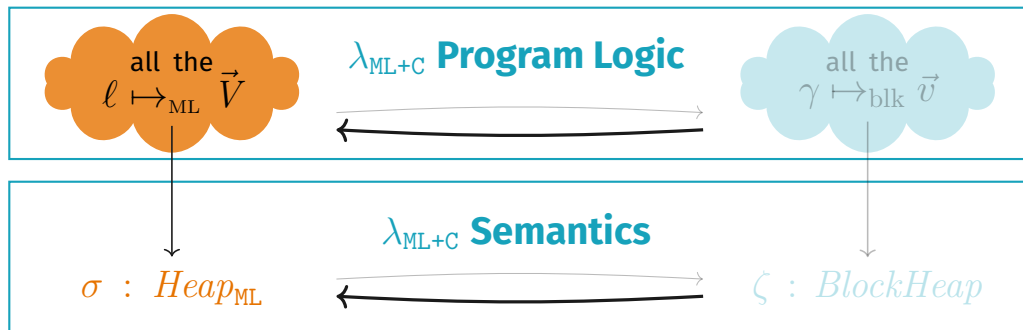 all the
ℓ ↦ML V⃗
λML+C Program Logic
all the
γ ↦blk v⃗
λML+C Semantics
σ : HeapML
ζ : BlockHeap